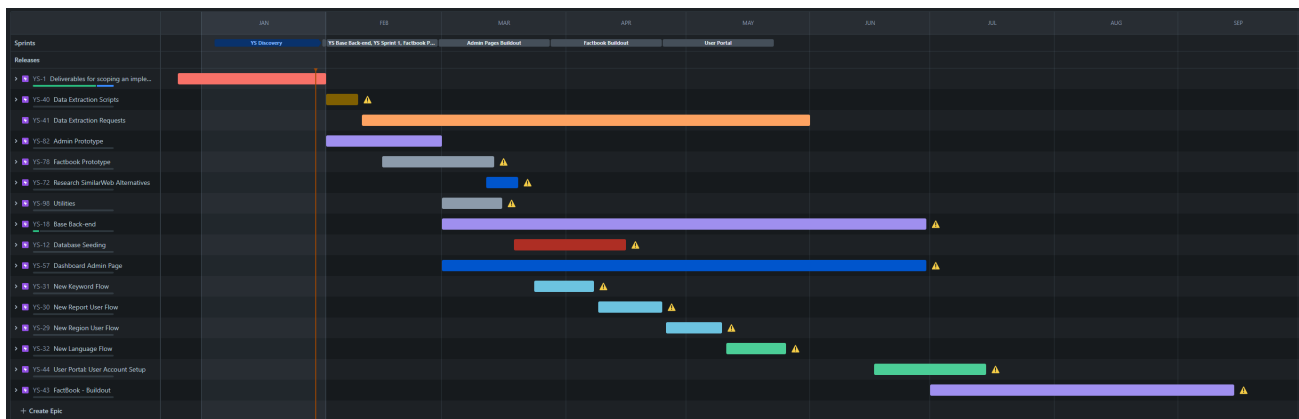 JAN FEB MAR APR MAY JUN JUL AUG SEP
Sprints YS Discovery YS Base Back-end, YS Sprint 1, Factbook P... Admin Pages Buildout Factbook Buildout User Portal
Releases
YS-1 Deliverables for scoping an imple...
YS-40 Data Extraction Scripts
YS-41 Data Extraction Requests
YS-82 Admin Prototype
YS-78 Factbook Prototype
YS-72 Research SimilarWeb Alternatives
YS-98 Utilities
YS-18 Base Back-end
YS-12 Database Seeding
YS-57 Dashboard Admin Page
YS-31 New Keyword Flow
YS-30 New Report User Flow
YS-29 New Region User Flow
YS-32 New Language Flow
YS-44 User Portal: User Account Setup
YS-43 FactBook - Buildout
+ Create Epic